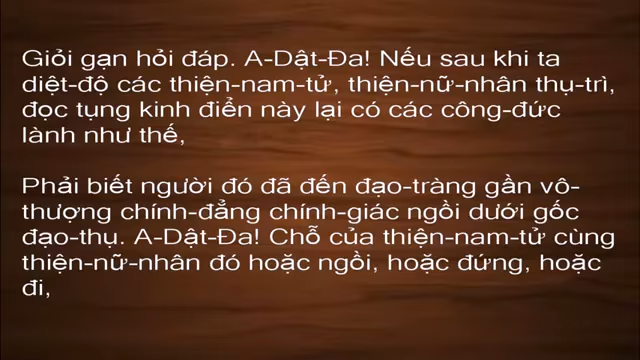 Giỏi gạn hỏi đáp. A-Dật-Đa! Nếu sau khi ta
diệt-độ các thiện-nam-tử, thiện-nữ-nhân thụ-trì,
đọc tụng kinh điển này lại có các công-đức
lành như thế,
Phải biết người đó đã đến đạo-tràng gần vô-
thượng chính-đẳng chính-giác ngồi dưới gốc
đạo-thụ. A-Dật-Đa! Chỗ của thiện-nam-tử cùng
thiện-nữ-nhân đó hoặc ngồi, hoặc đứng, hoặc
đi,